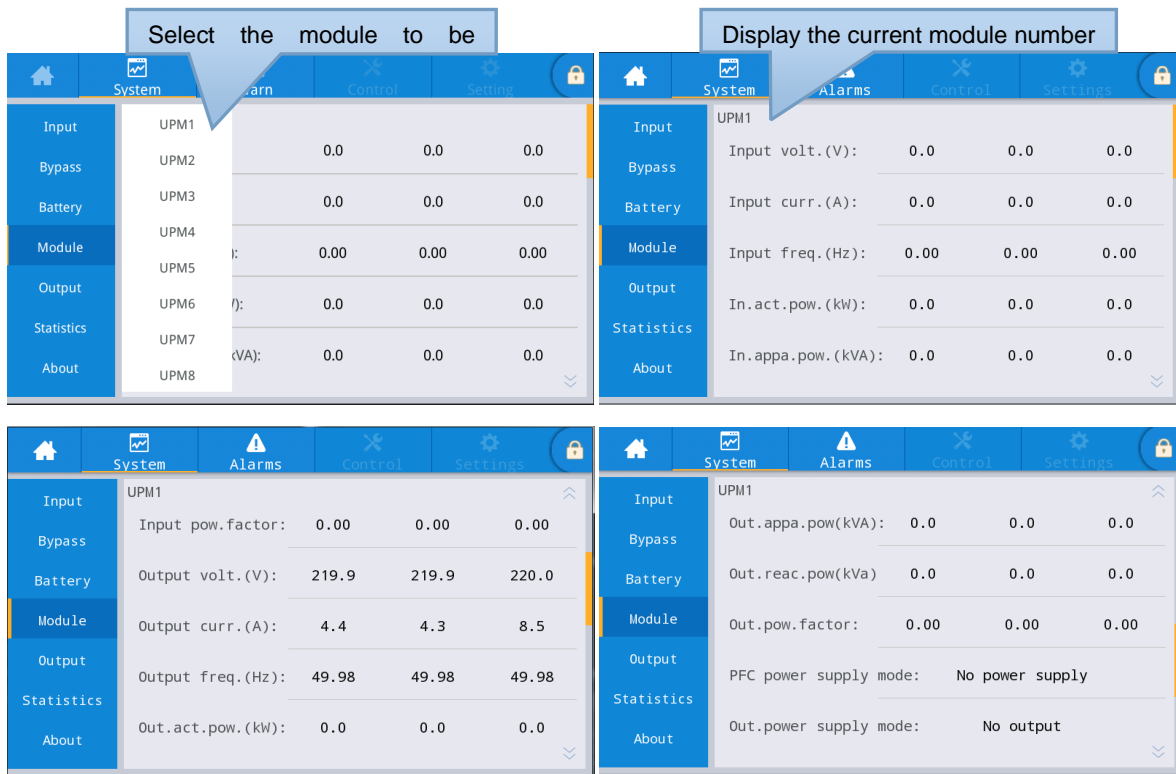 Select the module to be
System
arn
Control
Setting
Input
Bypass
Battery
Module
Output
Statistics
About
UPM1
UPM2
UPM3
UPM4
UPM5
UPM6
UPM7
UPM8
0.0 0.0 0.0
0.0 0.0 0.0
): 0.00 0.00 0.00
/): 0.0 0.0 0.0
kVA): 0.0 0.0 0.0
Display the current module number
System Alarms Control Settings
Input
Bypass
Battery
Module
Output
Statistics
About
UPM1
Input volt.(V): 0.0 0.0 0.0
Input curr.(A): 0.0 0.0 0.0
Input freq.(Hz): 0.00 0.00 0.00
In.act.pow.(kW): 0.0 0.0 0.0
In.appa.pow.(kVA): 0.0 0.0 0.0
System Alarms Control Settings
Input
Bypass
Battery
Module
Output
Statistics
About
UPM1
Input pow.factor: 0.00 0.00 0.00
Output volt.(V): 219.9 219.9 220.0
Output curr.(A): 4.4 4.3 8.5
Output freq.(Hz): 49.98 49.98 49.98
Out.act.pow.(kW): 0.0 0.0 0.0
System Alarms Control Settings
Input
Bypass
Battery
Module
Output
Statistics
About
UPM1
Out.appa.pow(kVA): 0.0 0.0 0.0
Out.reac.pow(kVa) 0.0 0.0 0.0
Out.pow.factor: 0.00 0.00 0.00
PFC power supply mode: No power supply
Out.power supply mode: No output